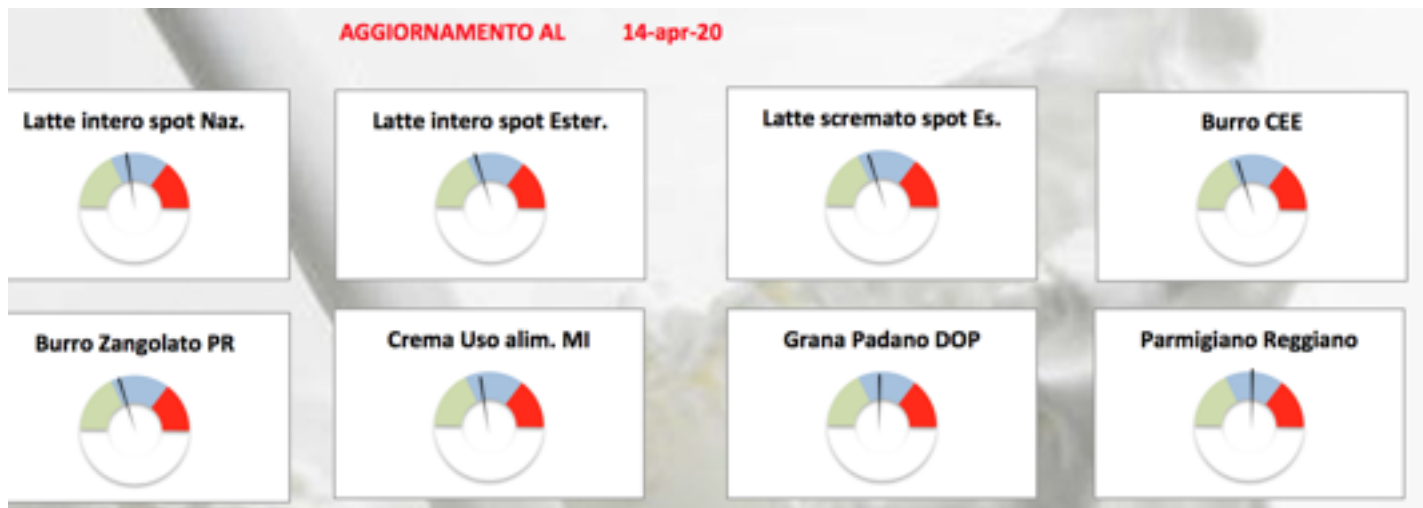 AGGIORNAMENTO AL 14-apr-20
Latte intero spot Naz.
Latte intero spot Ester.
Latte scremato spot Es.
Burro CEE
Burro Zangolato PR
Crema Uso alim. MI
Grana Padano DOP
Parmigiano Reggiano